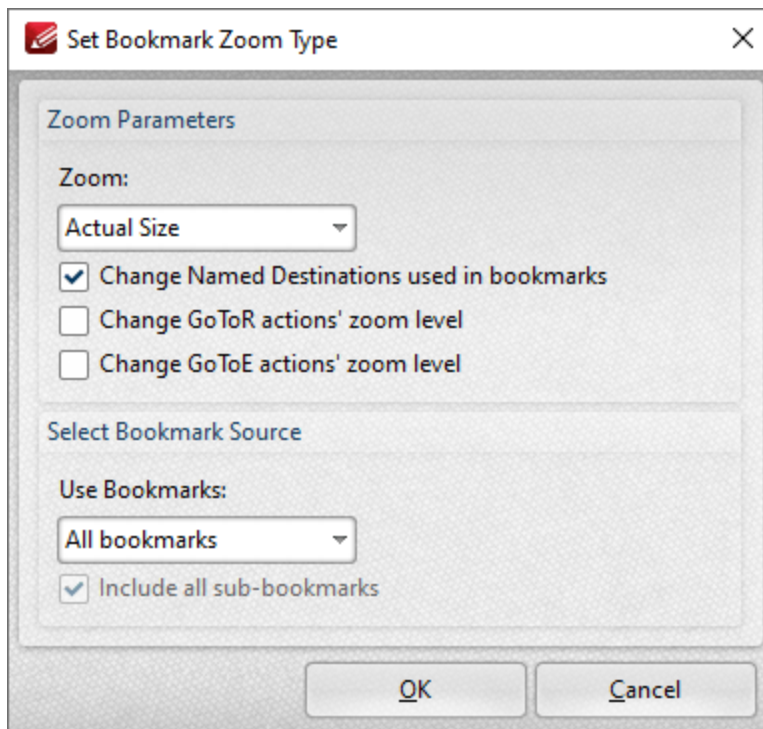 Set Bookmark Zoom Type
Zoom Parameters
Zoom:
Actual Size
Change Named Destinations used in bookmarks
Change GoToR actions' zoom level
Change GoToE actions' zoom level
Select Bookmark Source
Use Bookmarks:
All bookmarks
Include all sub-bookmarks
OK Cancel